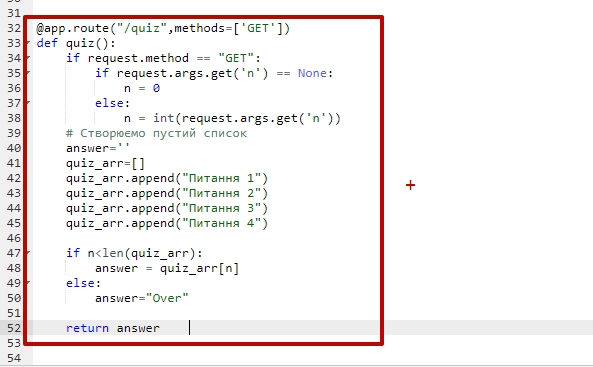 30
31
32 @app.route("/quiz",methods=['GET'])
33 def quiz():
34     if request.method == "GET":
35         if request.args.get('n') == None:
36             n = 0
37         else:
38             n = int(request.args.get('n'))
39     # Створюємо пустий список
40     answer=''
41     quiz_arr=[]
42     quiz_arr.append("Питання 1")
43     quiz_arr.append("Питання 2")
44     quiz_arr.append("Питання 3")
45     quiz_arr.append("Питання 4")
46
47     if n<len(quiz_arr):
48         answer = quiz_arr[n]
49     else:
50         answer="Over"
51
52     return answer
53
54
+